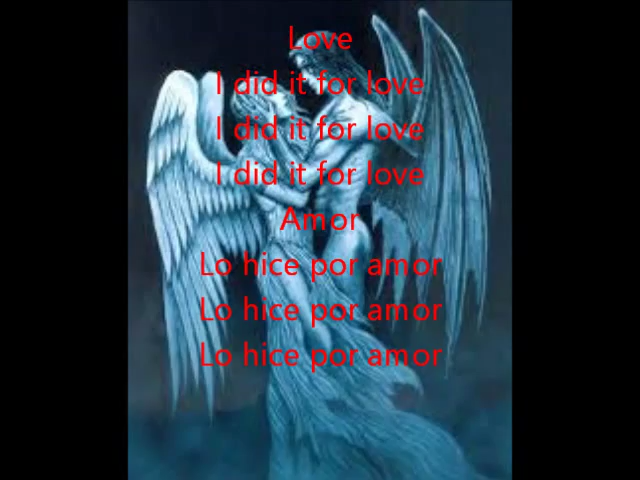 Love
I did it for love
I did it for love
I did it for love
Amor
Lo hice por amor
Lo hice por amor
Lo hice por amor